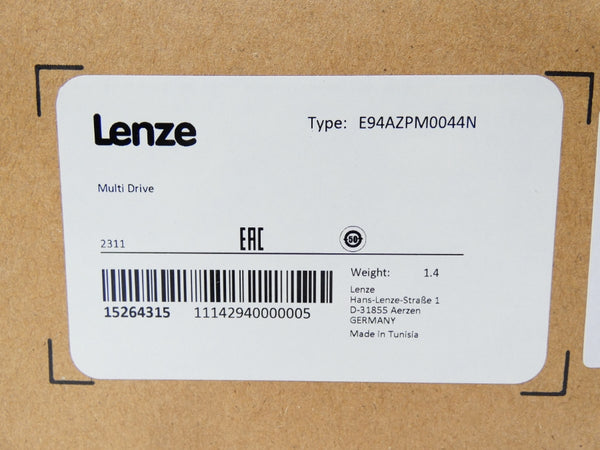 Lenze
Type: E94AZPM0044N
Multi Drive
2311
EAC
50
15264315 11142940000005
Weight: 1.4
Lenze
Hans-Lenze-Straße 1
D-31855 Aerzen
GERMANY
Made in Tunisia